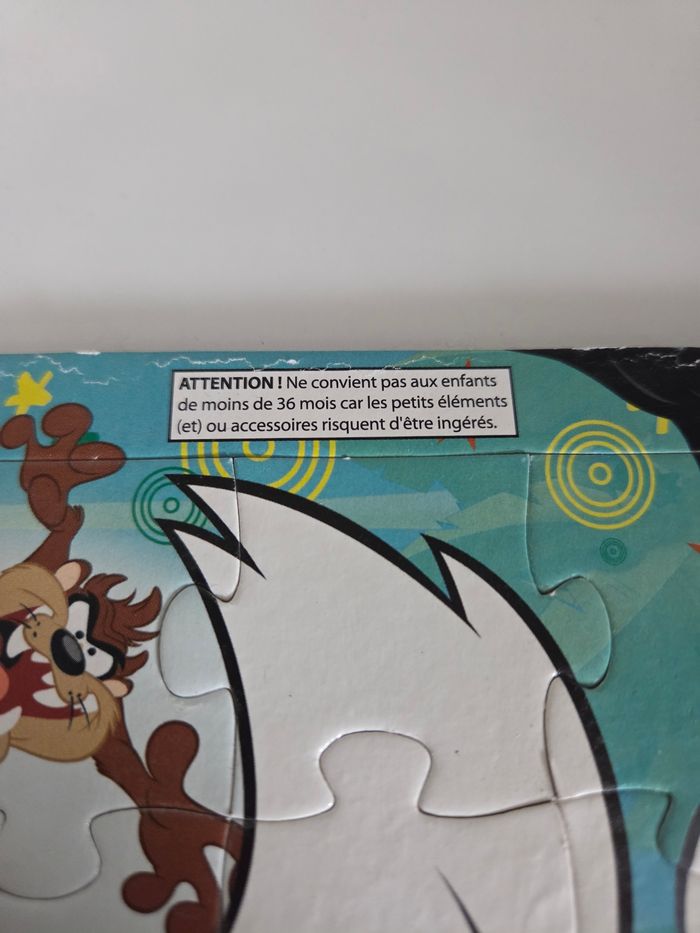 ATTENTION ! Ne convient pas aux enfants
de moins de 36 mois car les petits éléments
(et) ou accessoires risquent d'être ingérés.